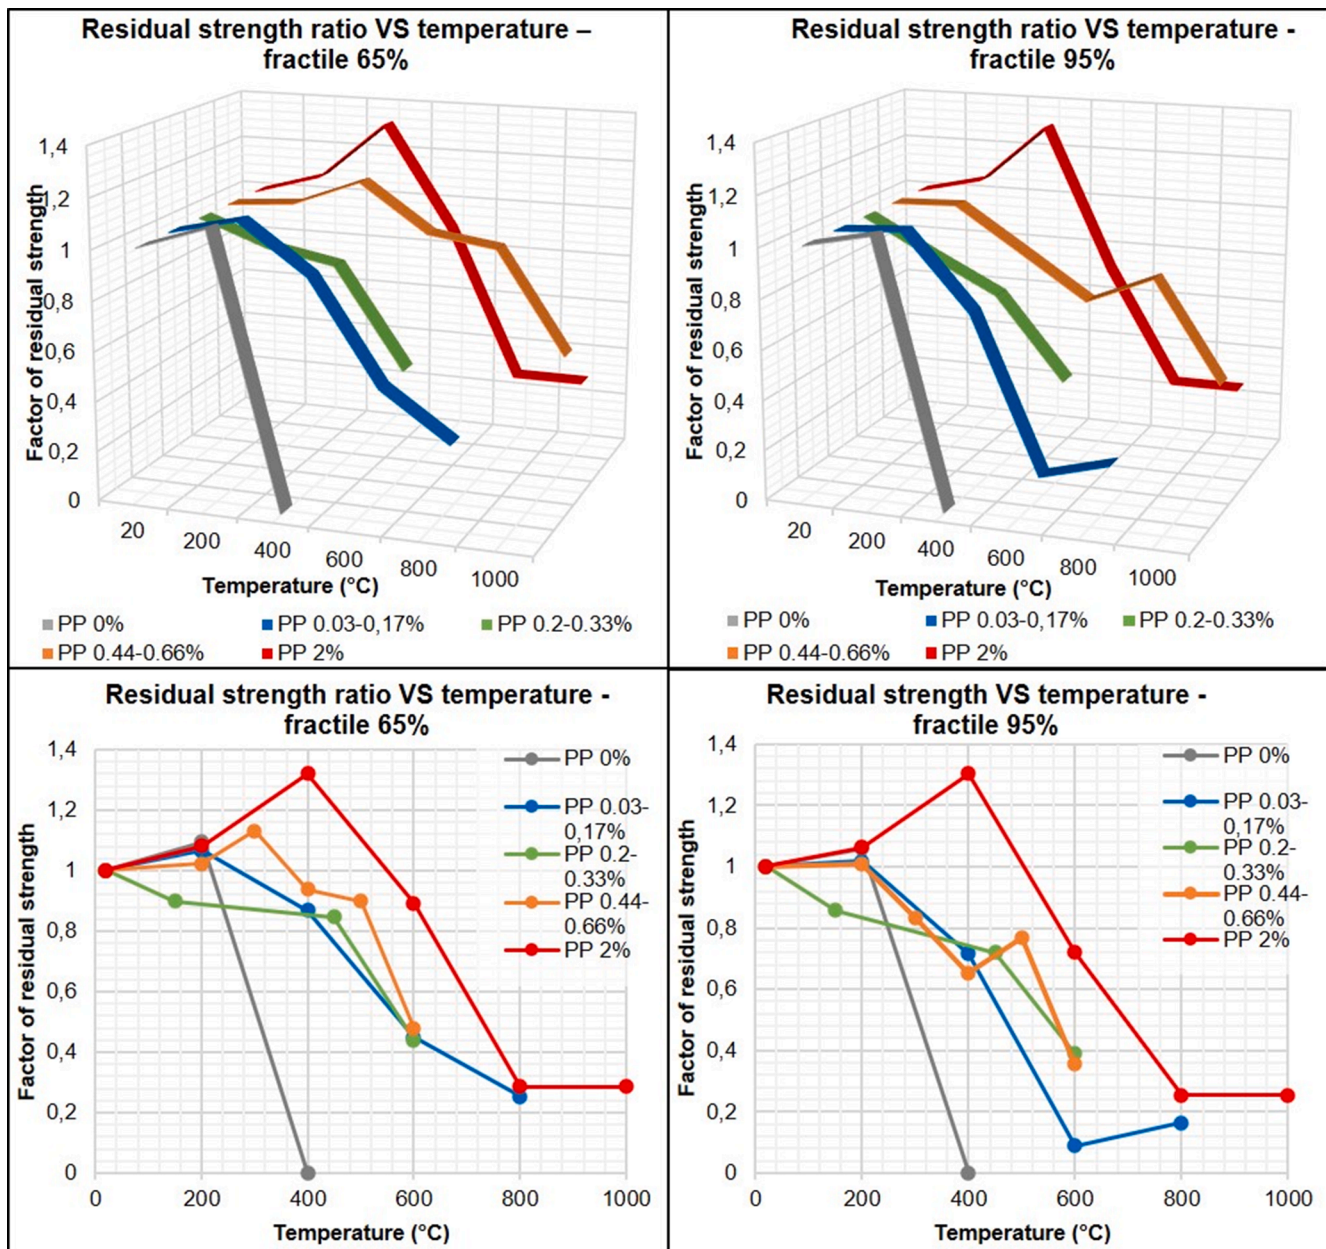 Residual strength ratio VS temperature –
fractile 65%
1,4
1,2
1
0,8
0,6
0,4
0,2
0
Factor of residual strength
20
200
400
600
800
1000
Temperature (°C)
PP 0%
PP 0.03-0,17%
PP 0.2-0.33%
PP 0.44-0.66%
PP 2%
Residual strength ratio VS temperature -
fractile 95%
1,4
1,2
1
0,8
0,6
0,4
0,2
0
Factor of residual strength
20
200
400
600
800
1000
Temperature (°C)
PP 0%
PP 0.03-0,17%
PP 0.2-0.33%
PP 0.44-0.66%
PP 2%
Residual strength ratio VS temperature -
fractile 65%
1,4
1,2
1
0,8
0,6
0,4
0,2
0
Factor of residual strength
PP 0%
PP 0.03-
0,17%
PP 0.2-
0.33%
PP 0.44-
0.66%
PP 2%
0
200
400
600
800
1000
Temperature (°C)
Residual strength VS temperature -
fractile 95%
1,4
1,2
1
0,8
0,6
0,4
0,2
0
Factor of residual strength
PP 0%
PP 0.03-
0,17%
PP 0.2-
0.33%
PP 0.44-
0.66%
PP 2%
0
200
400
600
800
1000
Temperature (°C)